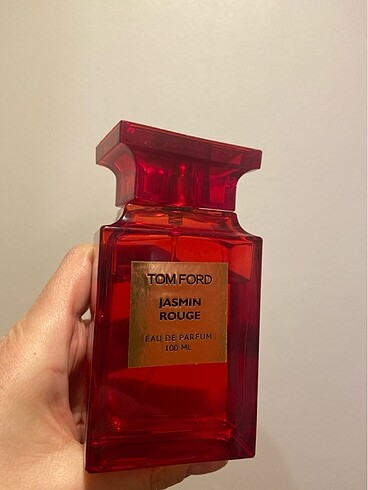 TOM FORD
JASMIN
ROUGE
EAU DE PARFUM
100 ML